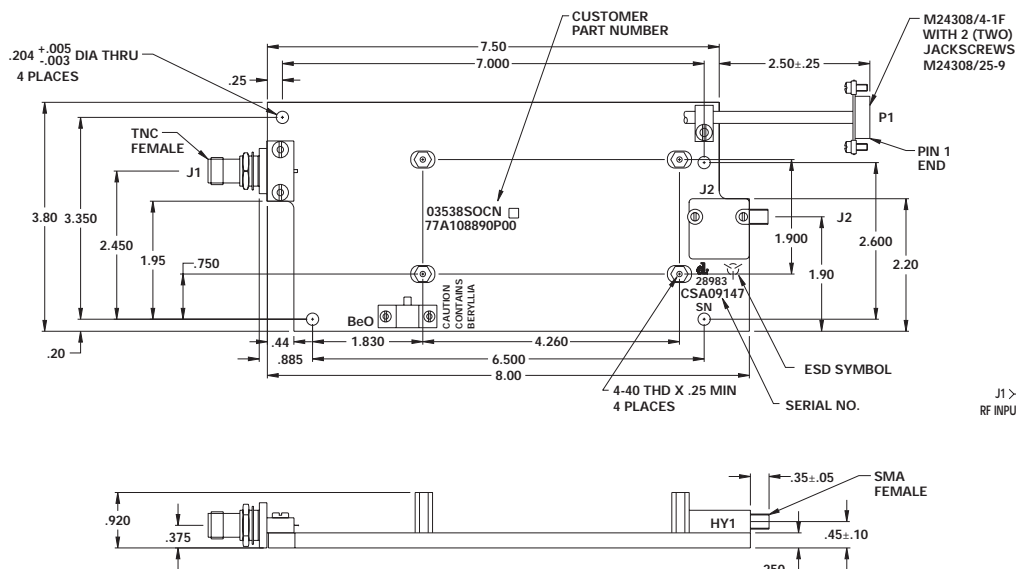 CUSTOMER
PART NUMBER
M24308/4-1F
WITH 2 (TWO)
JACKSCREWS
M24308/25-9
.204 +.005 -.003 DIA THRU
4 PLACES
7.50
7.000
2.50±.25
.25
P1
TNC
FEMALE
J1
PIN 1
END
J2
03538SOCN
77A108890P00
J2
3.80
3.350
2.450
1.95
.750
1.900
1.90
2.600
2.20
28983
CSA09147
SN
BeO
CAUTION
CONTAINS
BERYLLIA
.20
.44
1.830
4.260
.885
6.500
8.00
ESD SYMBOL
4-40 THD X .25 MIN
4 PLACES
SERIAL NO.
J1
RF INPU
.35±.05
SMA
FEMALE
.920
.375
HY1
.45±.10
.250